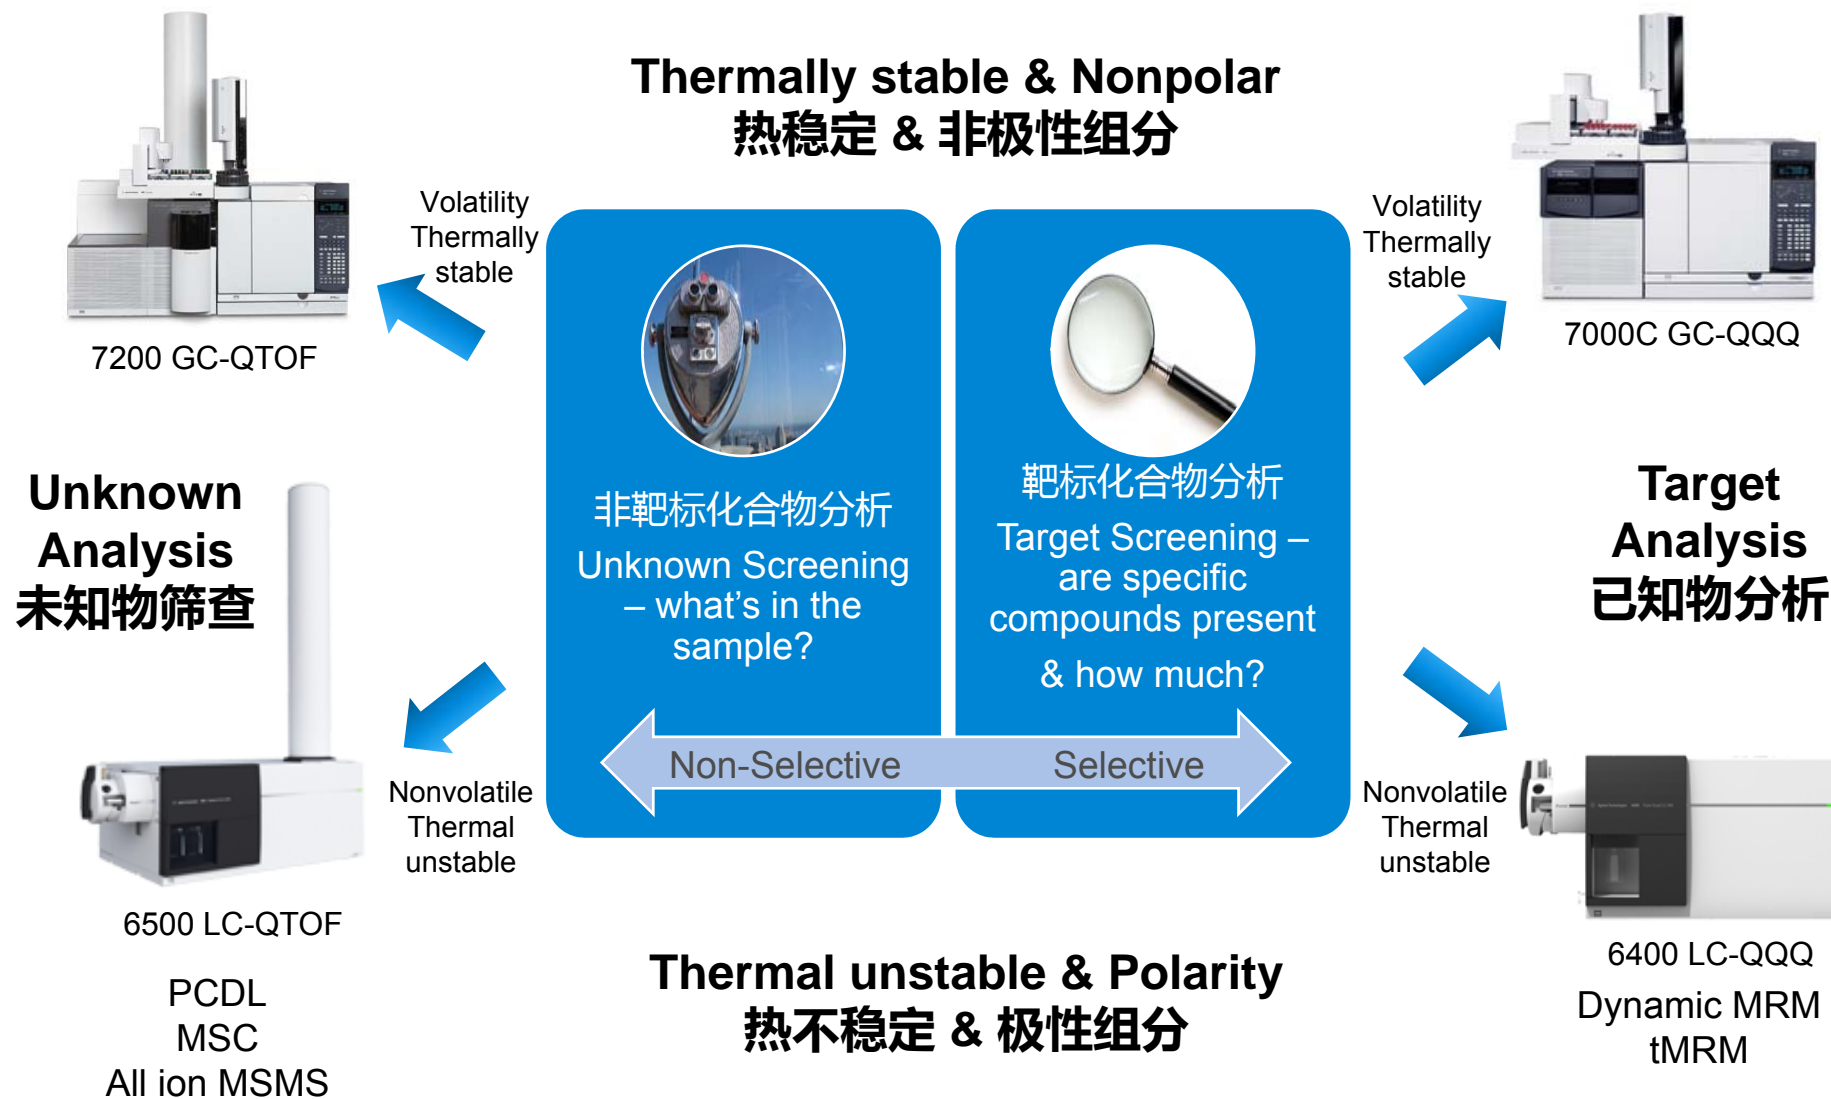 Thermally stable & Nonpolar
热稳定 & 非极性组分
Volatility
Thermally
stable
7200 GC-QTOF
Volatility
Thermally
stable
7000C GC-QQQ
Unknown
Analysis
未知物筛查
非靶标化合物分析
Unknown Screening
– what’s in the
sample?
靶标化合物分析
Target Screening –
are specific
compounds present
& how much?
Target
Analysis
已知物分析
Non-Selective
Selective
Nonvolatile
Thermal
unstable
6500 LC-QTOF
PCDL
MSC
All ion MSMS
Nonvolatile
Thermal
unstable
6400 LC-QQQ
Dynamic MRM
tMRM
Thermal unstable & Polarity
热不稳定 & 极性组分